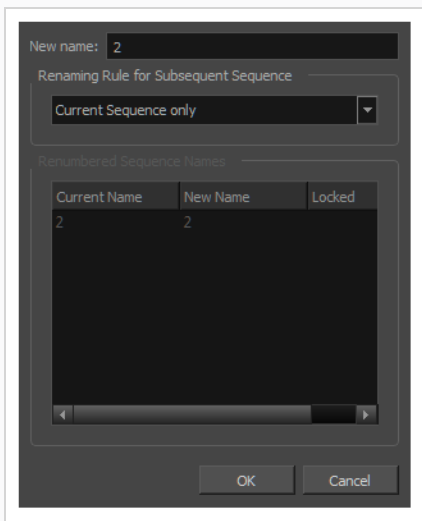 New name: 2
Renaming Rule for Subsequent Sequence
Current Sequence only
Renumbered Sequence Names
Current Name New Name Locked
2 2
OK Cancel